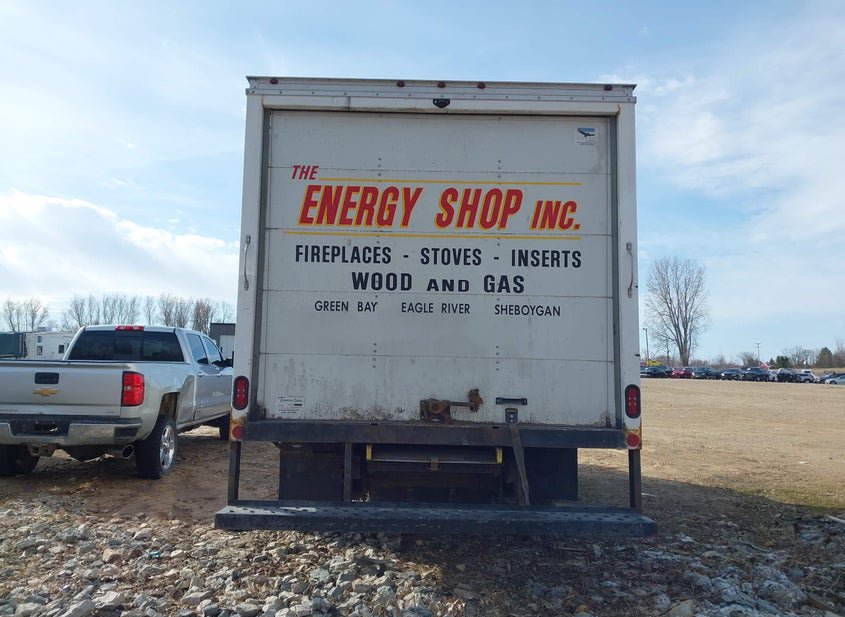 THE
ENERGY SHOP INC.
FIREPLACES - STOVES - INSERTS
WOOD AND GAS
GREEN BAY EAGLE RIVER SHEBOYGAN